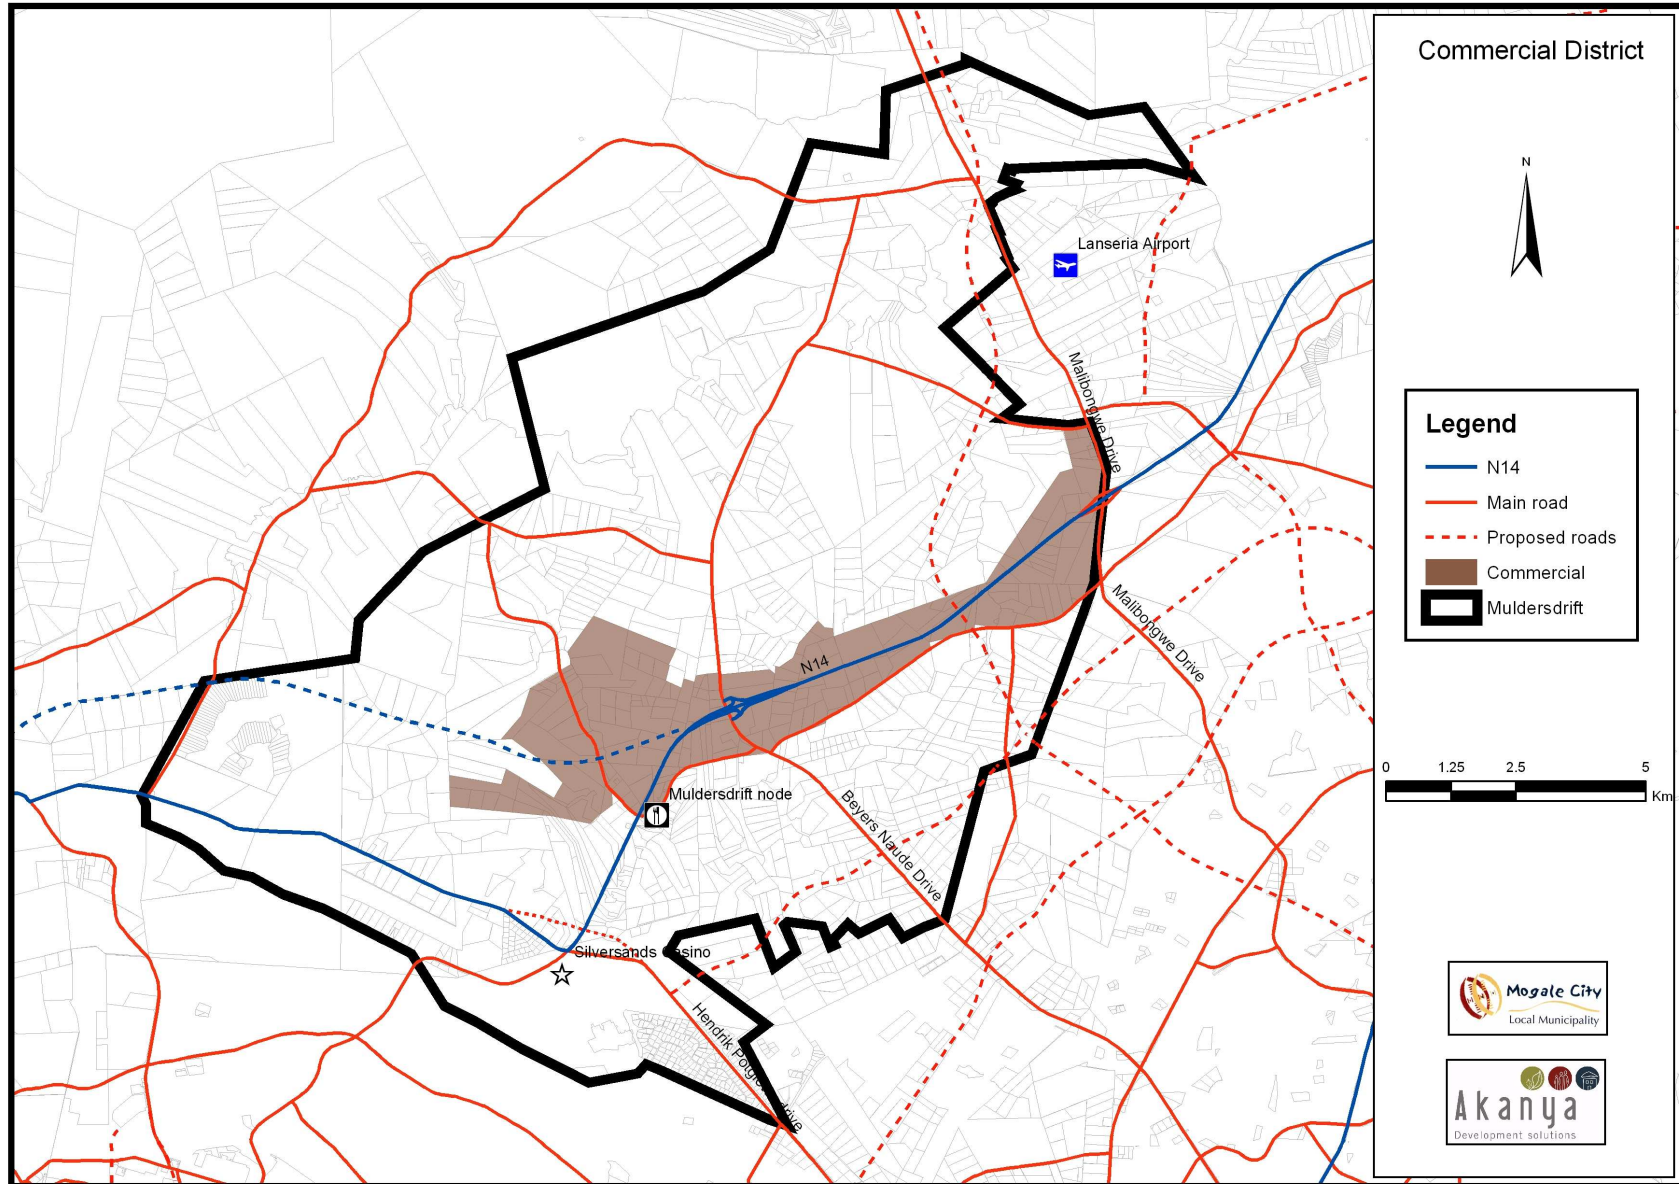 Commercial District
N
Lanseria Airport
Malibongwe Drive
Legend
N14
Main road
Proposed roads
Commercial
Muldersdrift
Malibongwe Drive
N14
0 1.25 2.5 5
Km
Muldersdrift node
Beyers Naude Drive
Silversands Casino
Hendrik Potgieter drive
Mogale City
Local Municipality
Akanya
Development solutions